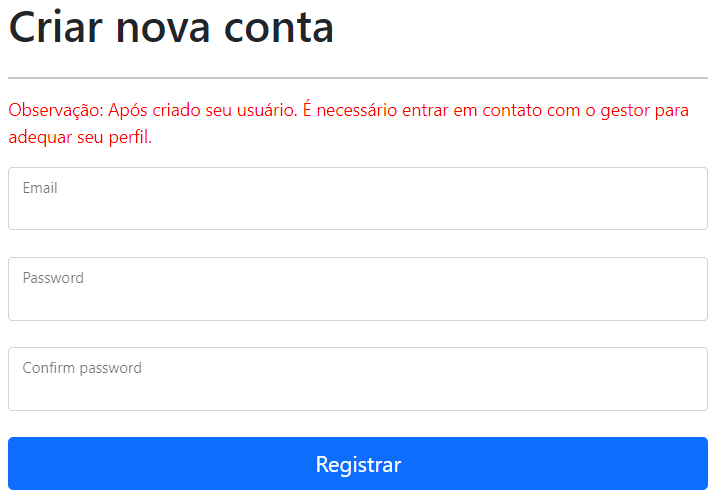 Criar nova conta
Observação: Após criado seu usuário. É necessário entrar em contato com o gestor para
adequar seu perfil.
Email
Password
Confirm password
Registrar